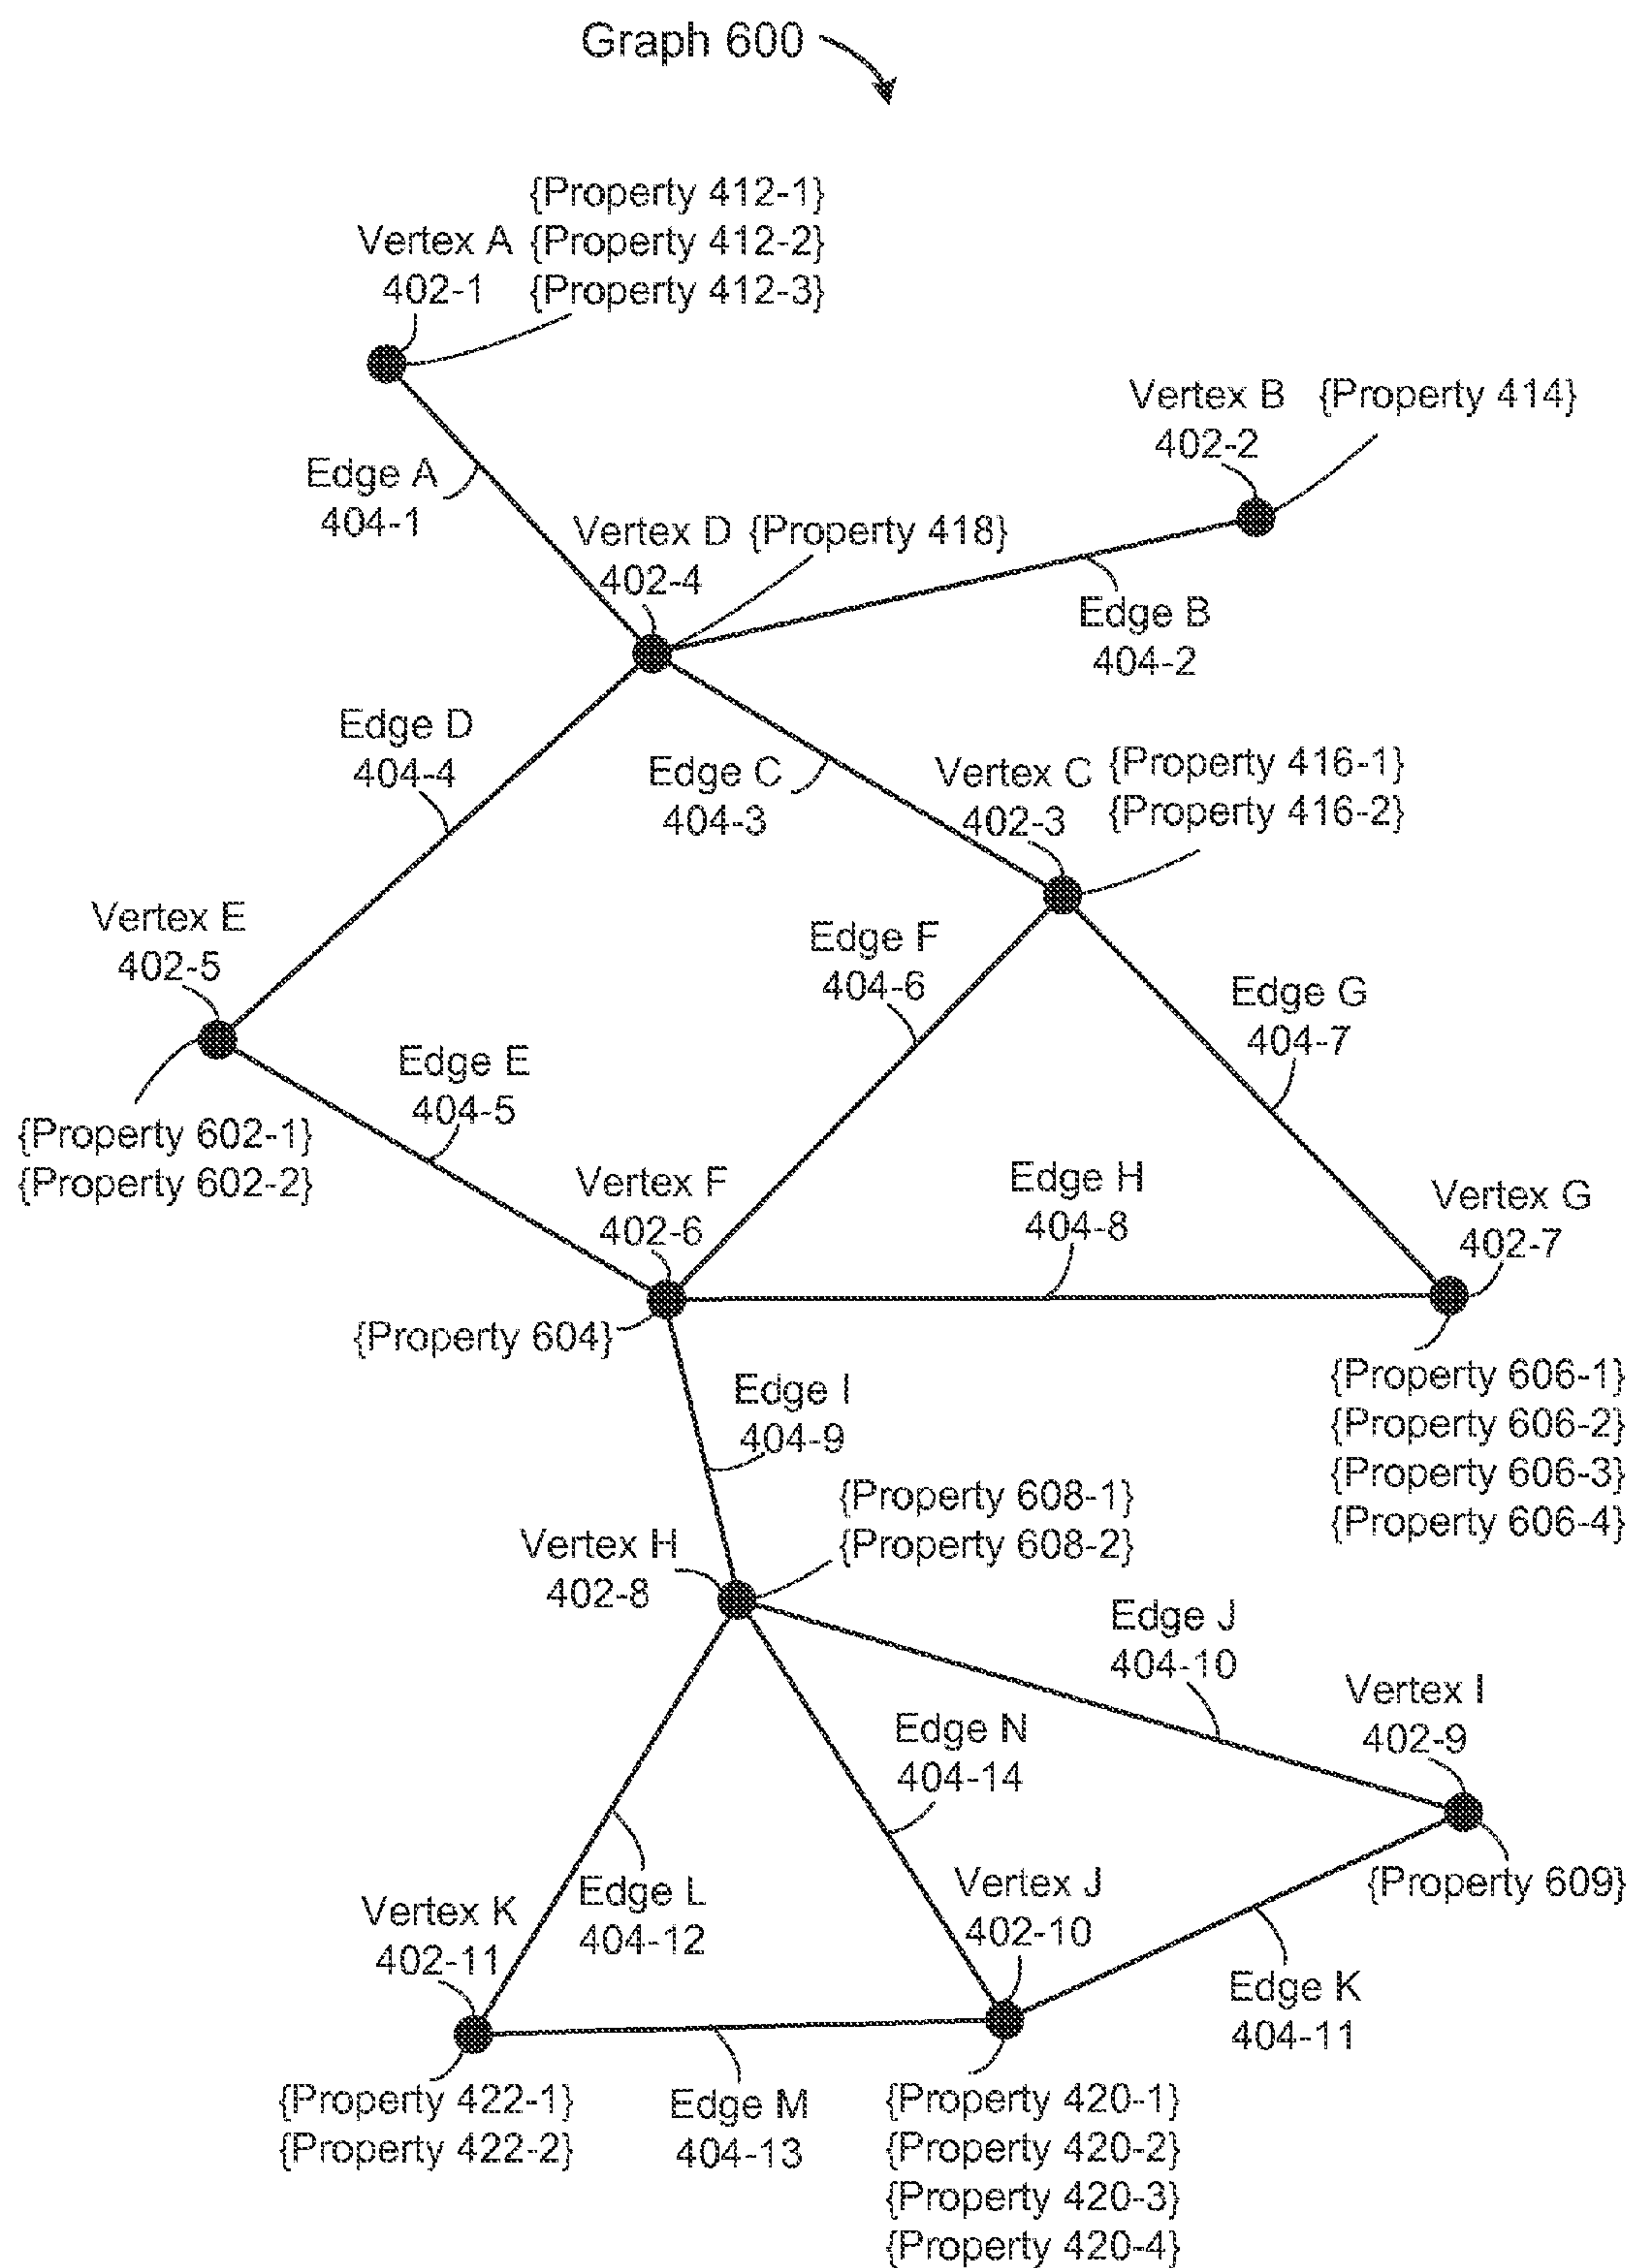 Graph 600
{Property 412-1}
Vertex A {Property 412-2}
402-1 {Property 412-3}
Vertex B {Property 414}
402-2
Edge A
404-1
Vertex D {Property 418}
402-4
Edge B
404-2
Edge D
404-4
Edge C
404-3
Vertex C {Property 416-1}
402-3 {Property 416-2}
Vertex E
402-5
Edge F
404-6
Edge G
404-7
Edge E
404-5
{Property 602-1}
{Property 602-2}
Vertex F
402-6
Edge H
404-8
Vertex G
402-7
{Property 604}
{Property 606-1}
{Property 606-2}
{Property 606-3}
{Property 606-4}
Edge I
404-9
{Property 608-1}
{Property 608-2}
Vertex H
402-8
Edge J
404-10
Vertex I
402-9
Edge N
404-14
{Property 609}
Edge L
404-12
Vertex J
402-10
Vertex K
402-11
Edge K
404-11
{Property 422-1}
{Property 422-2}
Edge M
404-13
{Property 420-1}
{Property 420-2}
{Property 420-3}
{Property 420-4}